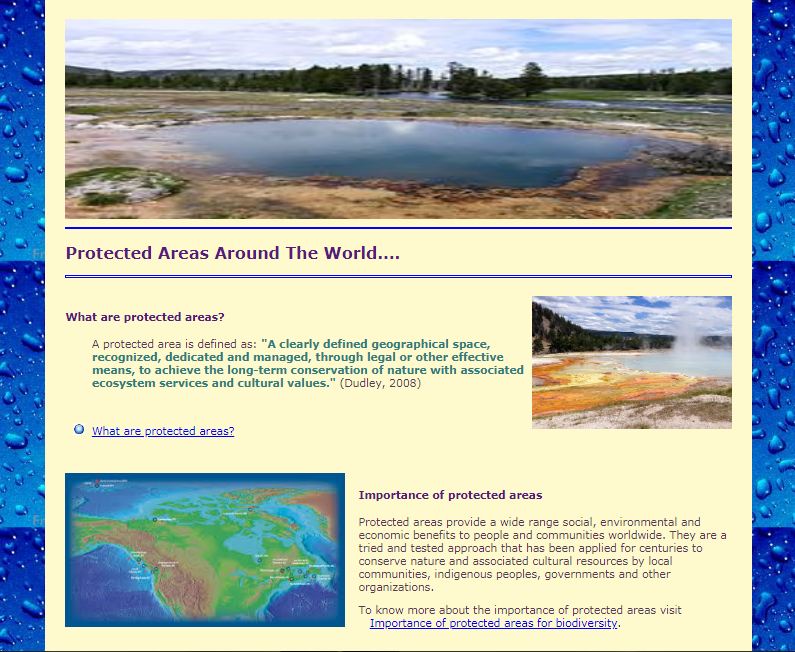 Protected Areas Around The World....
What are protected areas?
A protected area is defined as: "A clearly defined geographical space,
recognized, dedicated and managed, through legal or other effective
means, to achieve the long-term conservation of nature with associated
ecosystem services and cultural values." (Dudley, 2008)
What are protected areas?
Importance of protected areas
Protected areas provide a wide range social, environmental and
economic benefits to people and communities worldwide. They are a
tried and tested approach that has been applied for centuries to
conserve nature and associated cultural resources by local
communities, indigenous peoples, governments and other
organizations.
To know more about the importance of protected areas visit
Importance of protected areas for biodiversity.